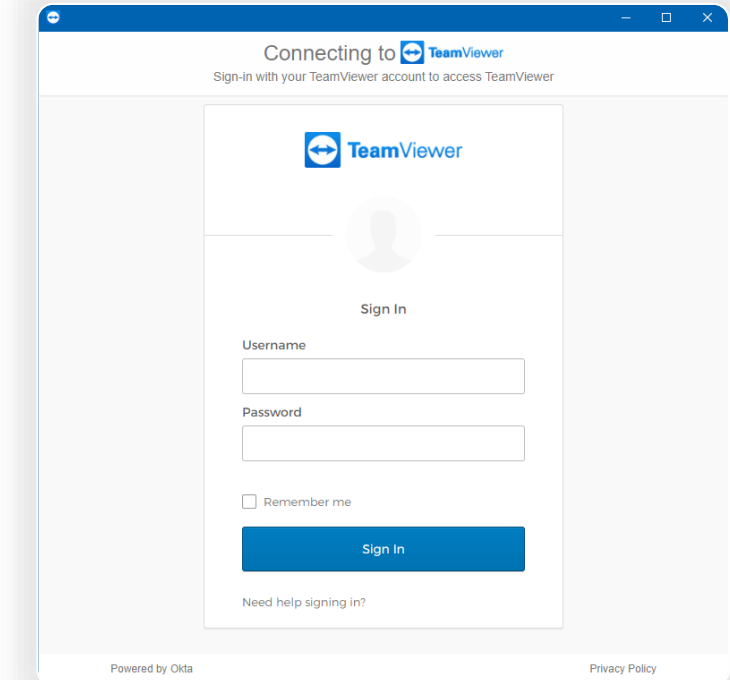 Connecting to TeamViewer
Sign-in with your TeamViewer account to access TeamViewer
TeamViewer
Sign In
Username
Password
Remember me
Sign In
Need help signing in?
Powered by Okta
Privacy Policy